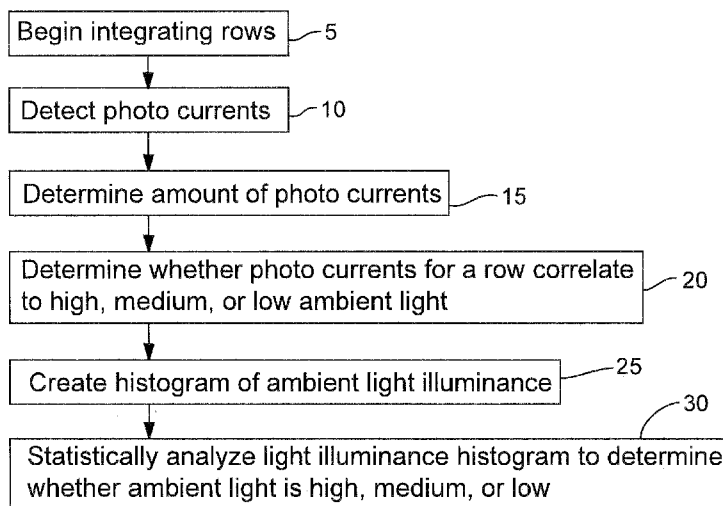 Begin integrating rows
5
Detect photo currents
10
Determine amount of photo currents
15
Determine whether photo currents for a row correlate
to high, medium, or low ambient light
20
Create histogram of ambient light illuminance
25
30
Statistically analyze light illuminance histogram to determine
whether ambient light is high, medium, or low